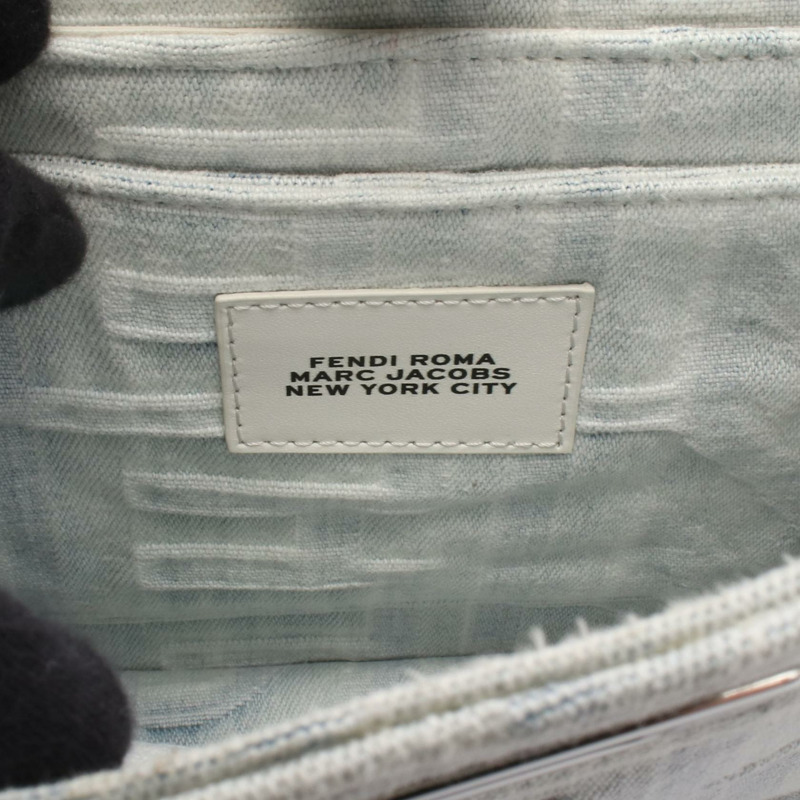 FENDI ROMA
MARC JACOBS
NEW YORK CITY